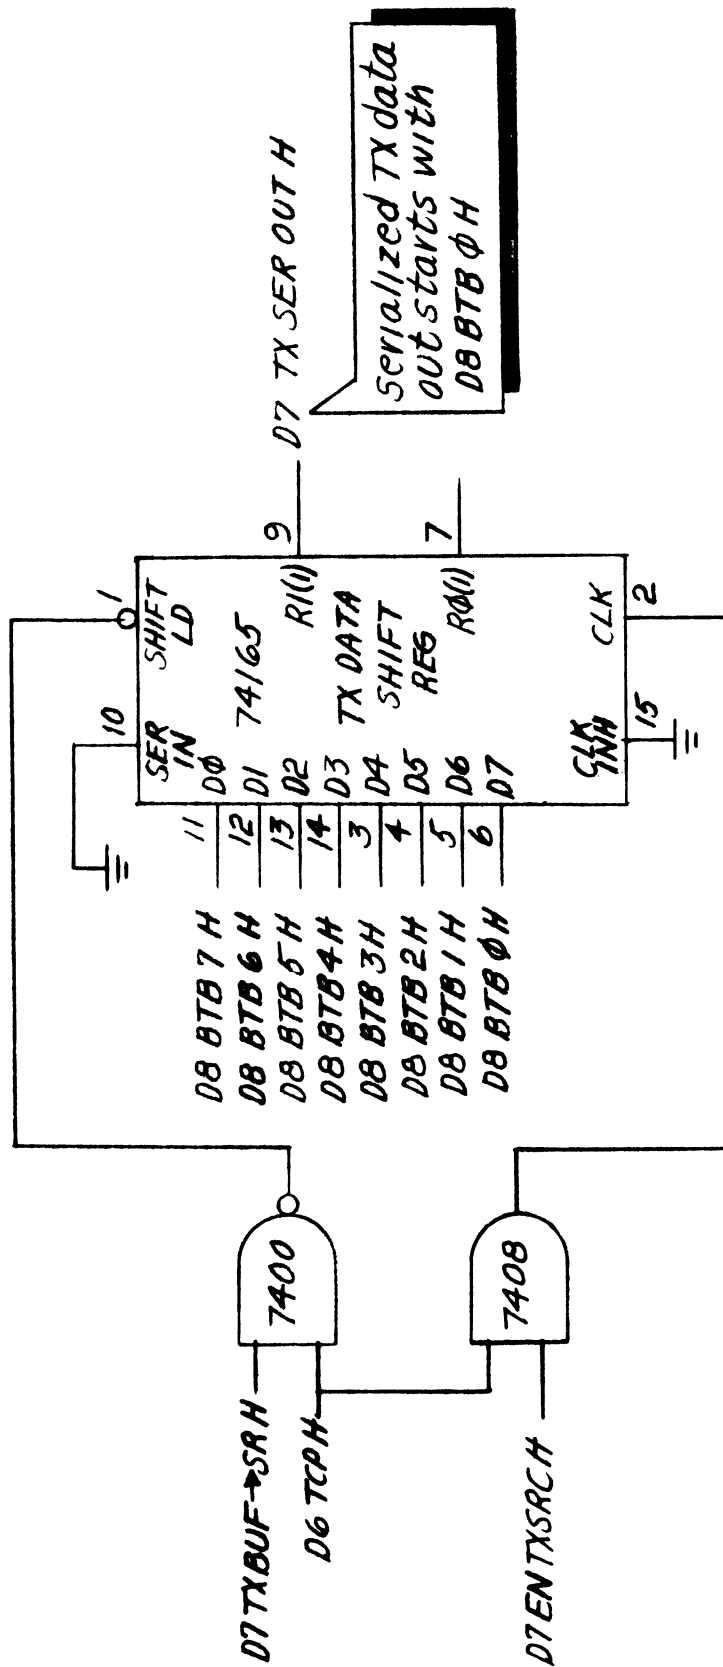 D7 TXBUF→SR H
D6 TCP H
D7 ENTXSRC H
7400
7408
D8 BTB 7 H
D8 BTB 6 H
D8 BTB 5 H
D8 BTB 4 H
D8 BTB 3 H
D8 BTB 2 H
D8 BTB 1 H
D8 BTB Ø H
11
12
13
14
3
4
5
6
10
1
SER
IN
SHIFT
LD
DØ
D1
D2
D3
D4
D5
D6
D7
74165
TX DATA
SHIFT
REG
R1(1)
RØ(1)
CLK
INH
CLK
15
2
9
7
D7 TX SER OUT H
Serialized TX data
out starts with
D8 BTB Ø H